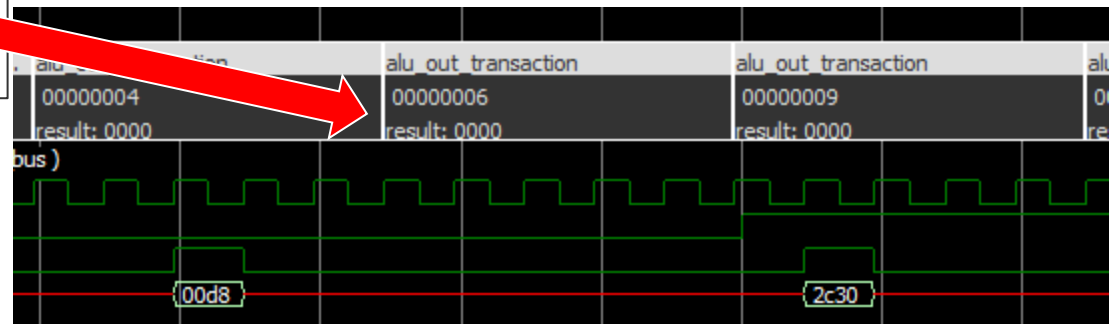 alu_out_transaction alu_out_transaction
00000004 00000006 00000009
result: 0000 result: 0000 result: 0000
bus )
00d8 2c30